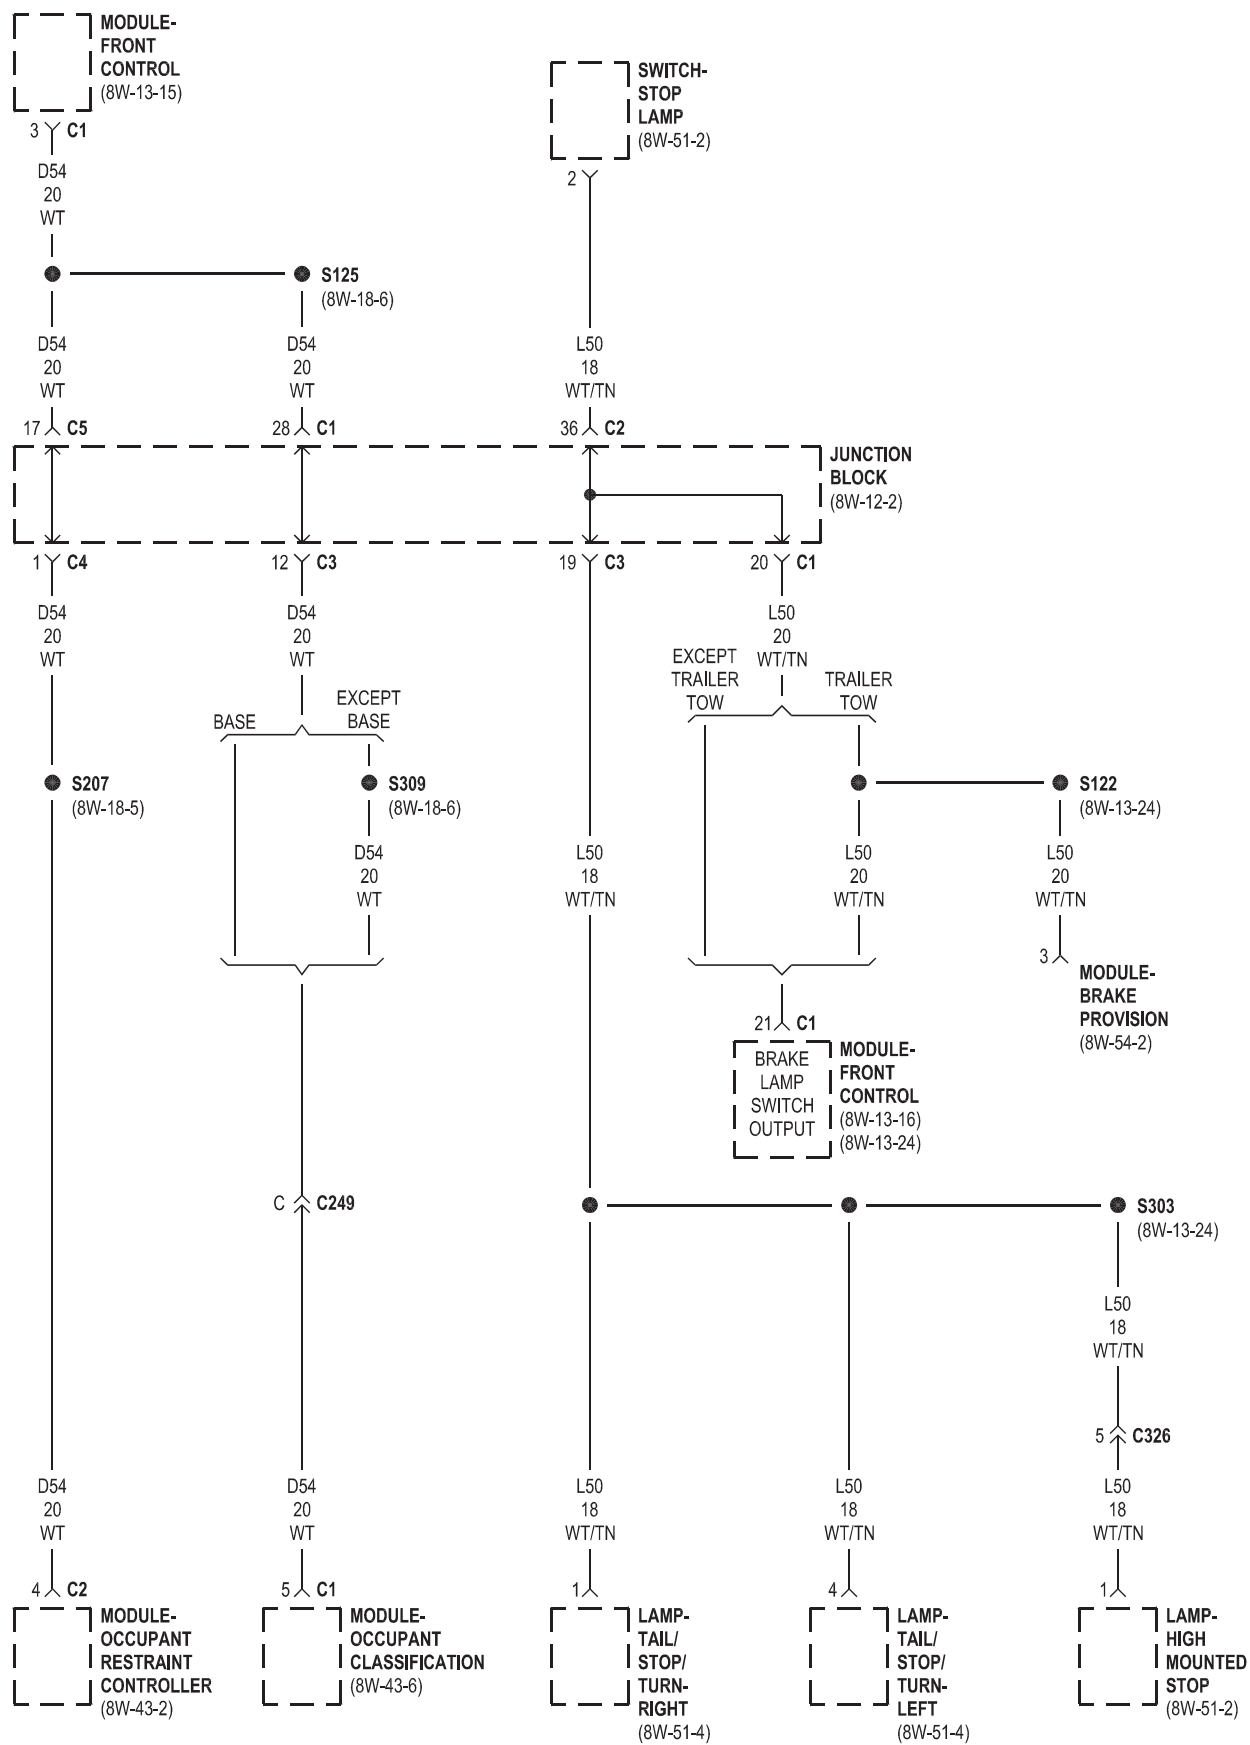 MODULE-
FRONT
CONTROL
(8W-13-15)
3 C1
D54
20
WT
SWITCH-
STOP
LAMP
(8W-51-2)
2
S125
(8W-18-6)
D54
20
WT
D54
20
WT
L50
18
WT/TN
17 C5
28 C1
36 C2
JUNCTION
BLOCK
(8W-12-2)
1 C4
12 C3
19 C3
20 C1
D54
20
WT
D54
20
WT
L50
20
WT/TN
BASE
EXCEPT
BASE
EXCEPT
TRAILER
TOW
TRAILER
TOW
S207
(8W-18-5)
S309
(8W-18-6)
S122
(8W-13-24)
D54
20
WT
L50
18
WT/TN
L50
20
WT/TN
L50
20
WT/TN
3
MODULE-
BRAKE
PROVISION
(8W-54-2)
21 C1
BRAKE
LAMP
SWITCH
OUTPUT
MODULE-
FRONT
CONTROL
(8W-13-16)
(8W-13-24)
C C249
S303
(8W-13-24)
L50
18
WT/TN
5 C326
D54
20
WT
D54
20
WT
L50
18
WT/TN
L50
18
WT/TN
L50
18
WT/TN
4 C2
5 C1
1
4
1
MODULE-
OCCUPANT
RESTRAINT
CONTROLLER
(8W-43-2)
MODULE-
OCCUPANT
CLASSIFICATION
(8W-43-6)
LAMP-
TAIL/
STOP/
TURN-
RIGHT
(8W-51-4)
LAMP-
TAIL/
STOP/
TURN-
LEFT
(8W-51-4)
LAMP-
HIGH
MOUNTED
STOP
(8W-51-2)